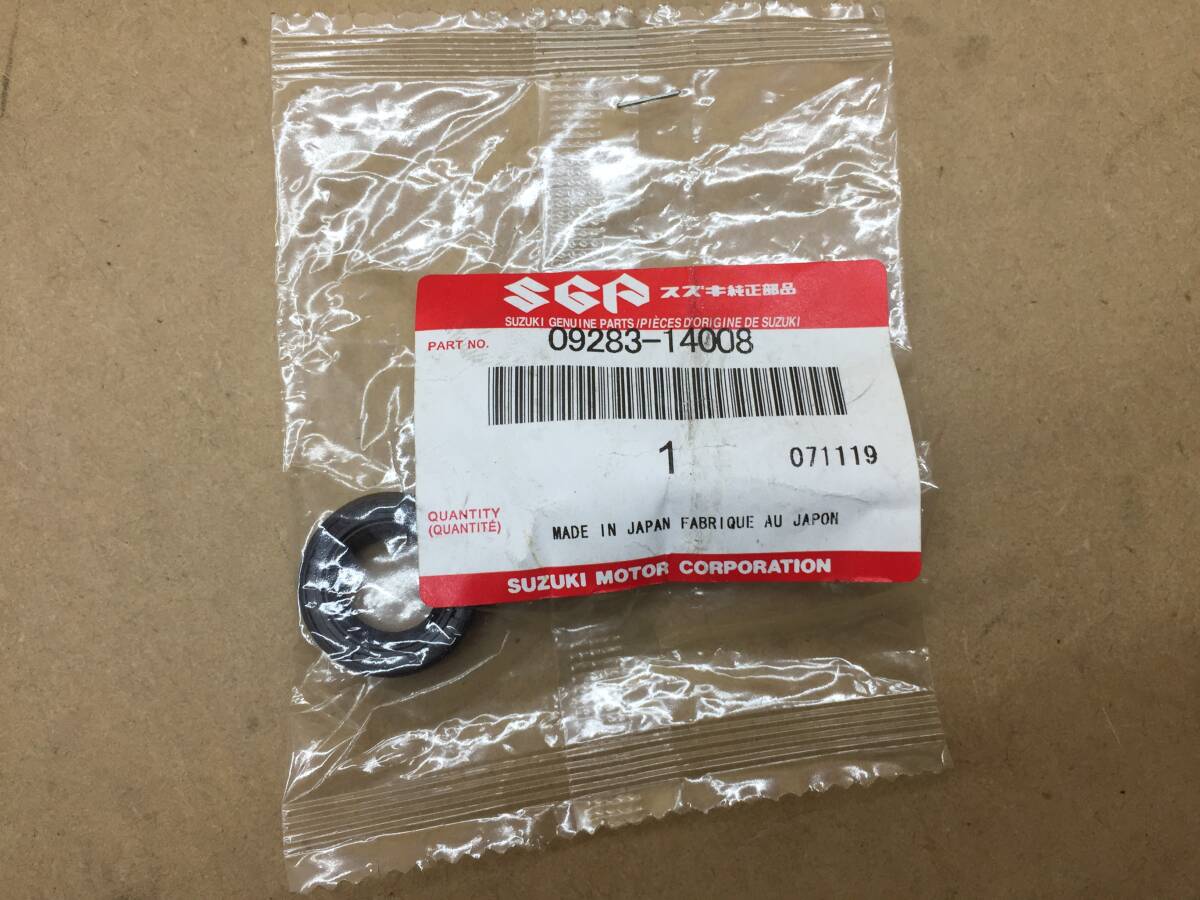 SGP スズキ純正部品
SUZUKI GENUINE PARTS/PIÈCES D'ORIGINE DE SUZUKI
PART NO. 09283-14008
1 071119
QUANTITY
(QUANTITÉ)
MADE IN JAPAN FABRIQUE AU JAPON
SUZUKI MOTOR CORPORATION